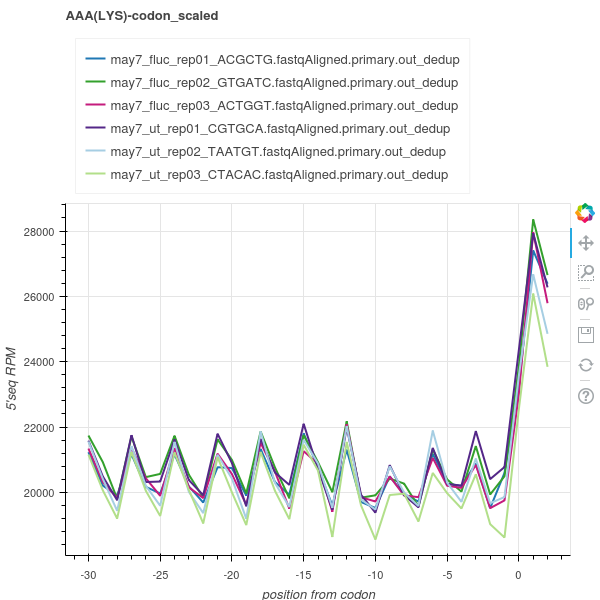 AAA(LYS)-codon_scaled
may7_fluc_rep01_ACGCTG.fastqAligned.primary.out_dedup
may7_fluc_rep02_GTGATC.fastqAligned.primary.out_dedup
may7_fluc_rep03_ACTGGT.fastqAligned.primary.out_dedup
may7_ut_rep01_CGTGCA.fastqAligned.primary.out_dedup
may7_ut_rep02_TAATGT.fastqAligned.primary.out_dedup
may7_ut_rep03_CTACAC.fastqAligned.primary.out_dedup
28000
26000
24000
22000
20000
5'seq RPM
-30 -25 -20 -15 -10 -5 0
position from codon